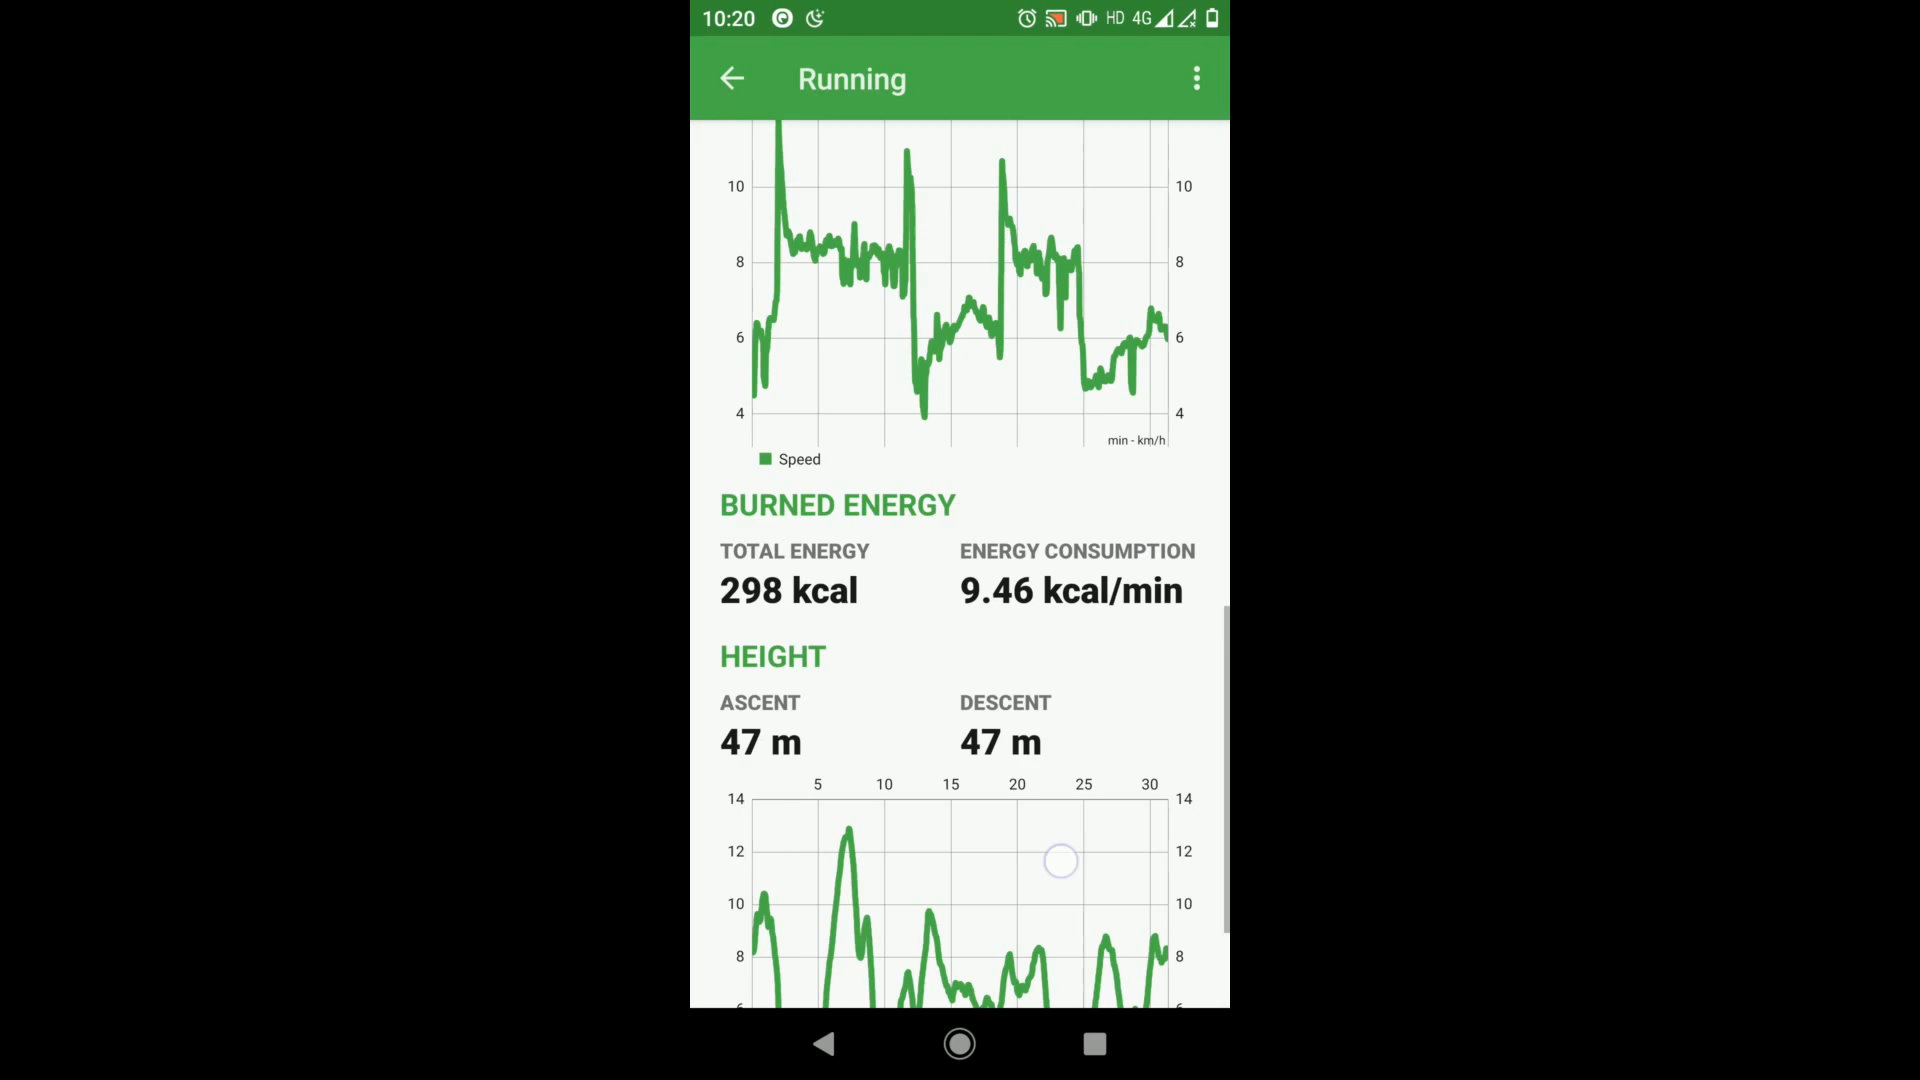 10:20 HD 4G
Running
10 10
8 8
6 6
4 4
min - km/h
Speed
BURNED ENERGY
TOTAL ENERGY ENERGY CONSUMPTION
298 kcal 9.46 kcal/min
HEIGHT
ASCENT DESCENT
47 m 47 m
5 10 15 20 25 30
14 14
12 12
10 10
8 8
6 6